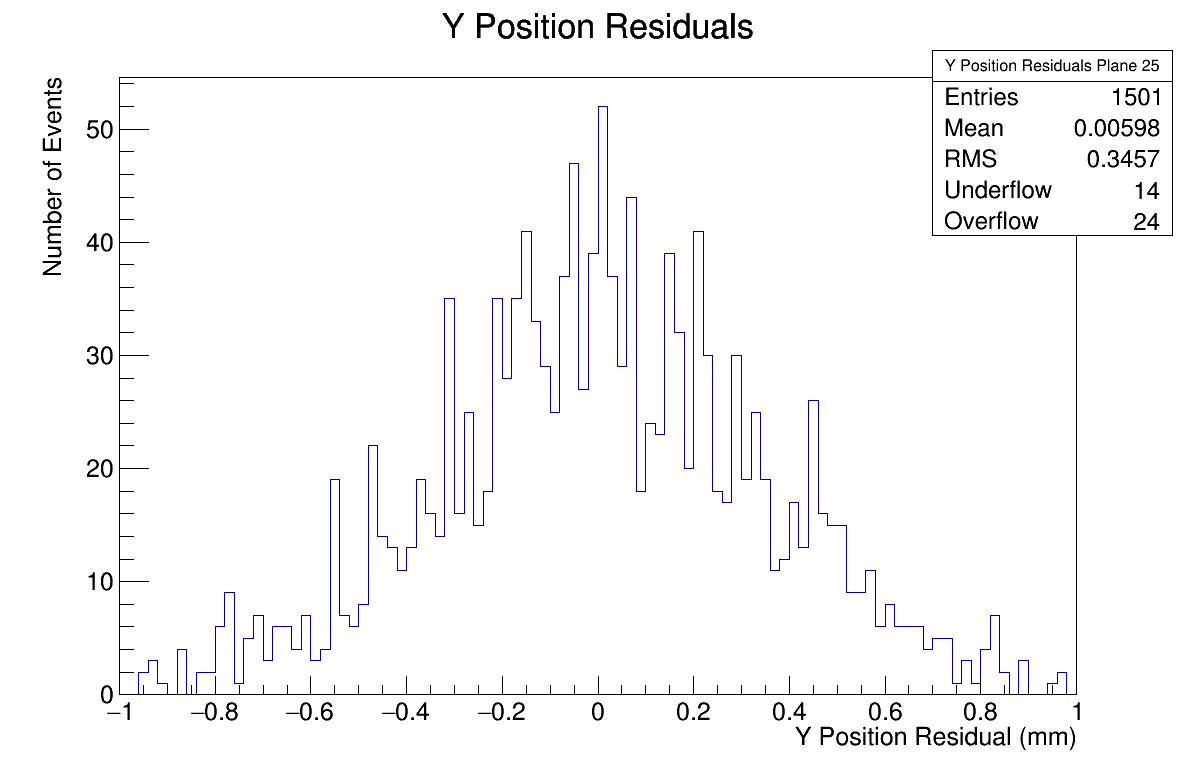 Y Position Residuals
Number of Events
Y Position Residuals Plane 25
Entries 1501
Mean 0.00598
RMS 0.3457
Underflow 14
Overflow 24
50
40
30
20
10
0
−1 −0.8 −0.6 −0.4 −0.2 0 0.2 0.4 0.6 0.8 1
Y Position Residual (mm)